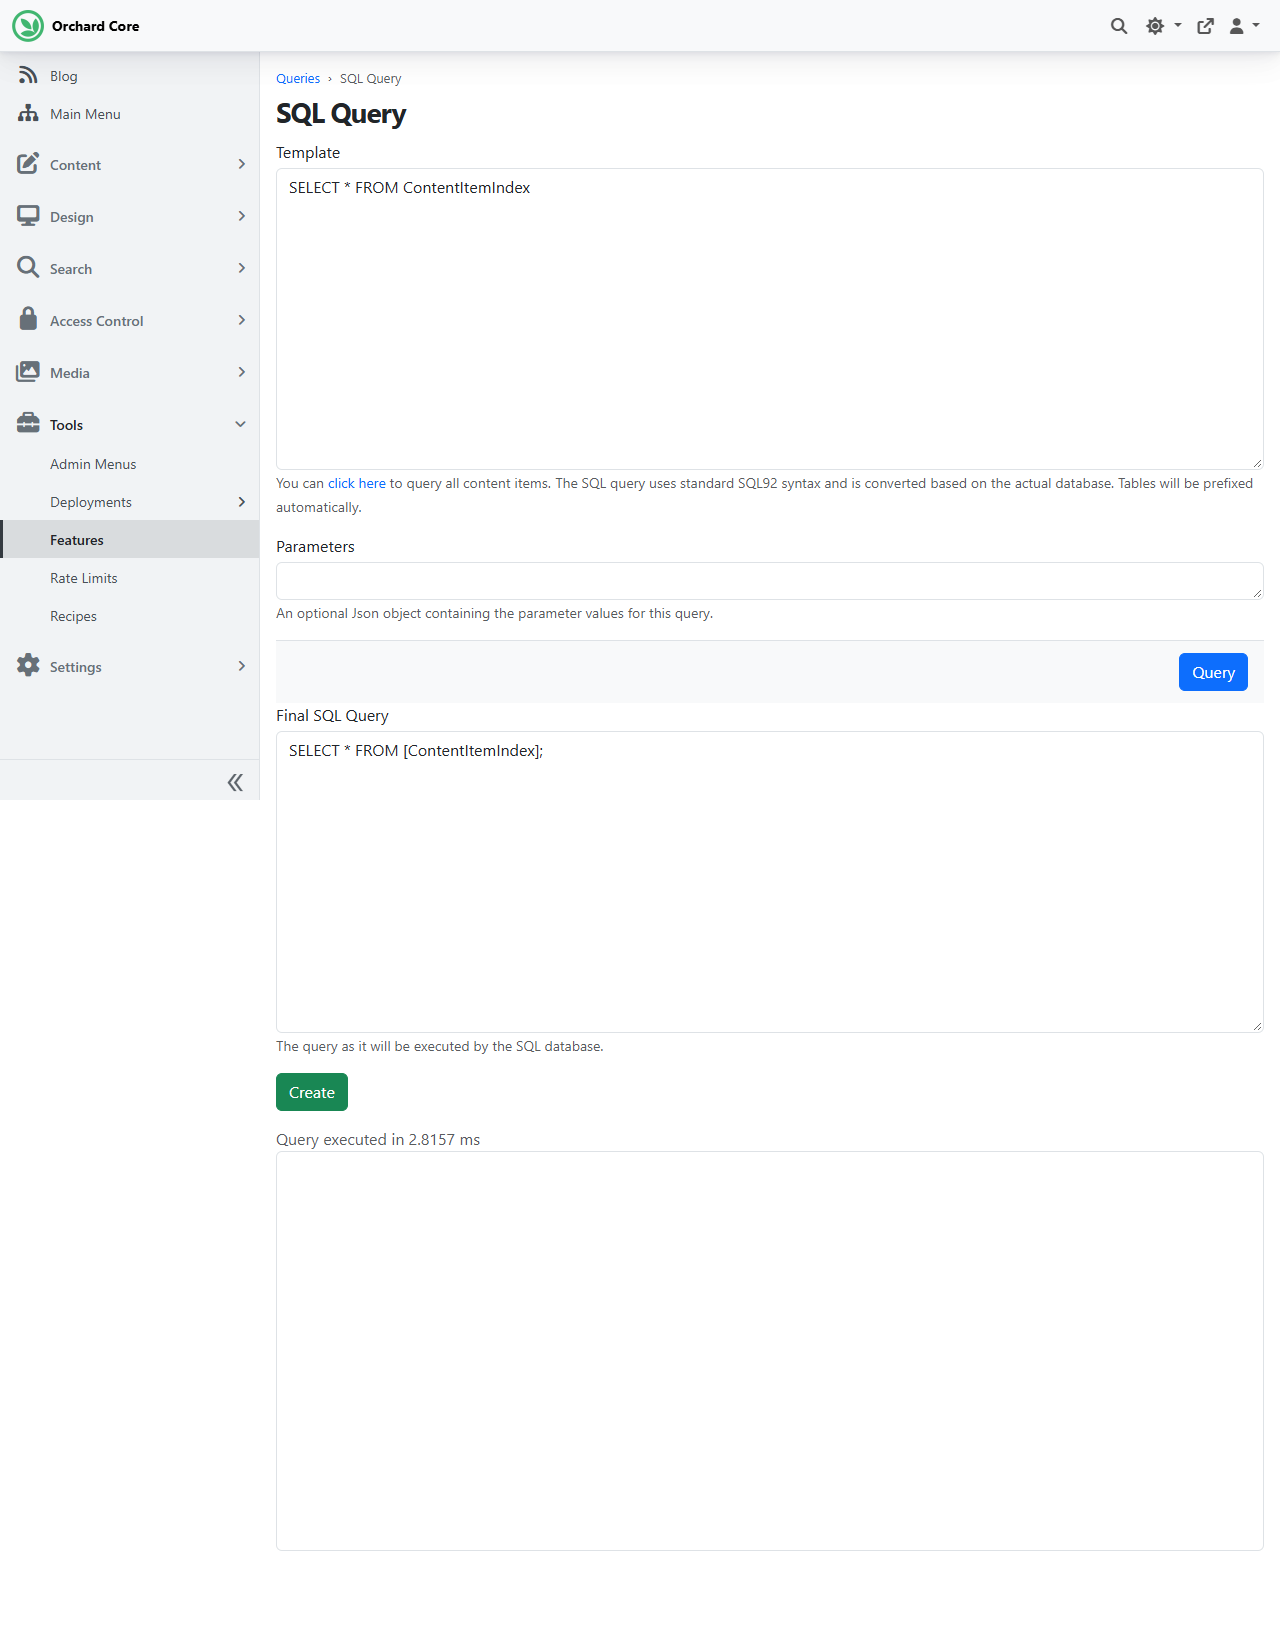 Orchard Core
Blog
Main Menu
Content
Design
Search
Access Control
Media
Tools
Admin Menus
Deployments
Features
Rate Limits
Recipes
Settings
Queries › SQL Query
SQL Query
Template
SELECT * FROM ContentItemIndex
You can click here to query all content items. The SQL query uses standard SQL92 syntax and is converted based on the actual database. Tables will be prefixed
automatically.
Parameters
An optional Json object containing the parameter values for this query.
Query
Final SQL Query
SELECT * FROM [ContentItemIndex];
The query as it will be executed by the SQL database.
Create
Query executed in 2.8157 ms